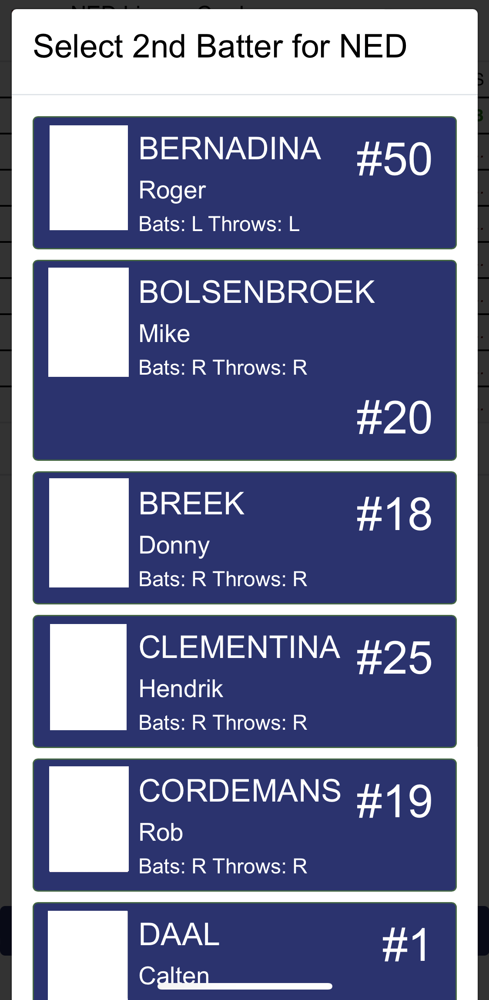 Select 2nd Batter for NED
BERNADINA
#50
Roger
Bats: L Throws: L
BOLSENBROEK
Mike
Bats: R Throws: R
#20
BREEK
#18
Donny
Bats: R Throws: R
CLEMENTINA
#25
Hendrik
Bats: R Throws: R
CORDEMANS
#19
Rob
Bats: R Throws: R
DAAL
#1
Calten